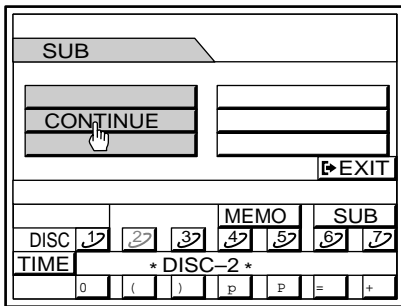 SUB
CONTINUE
EXIT
MEMO SUB
DISC 1 2 3 4 5 6 7
TIME * DISC–2 *
0 ( ) p P = +